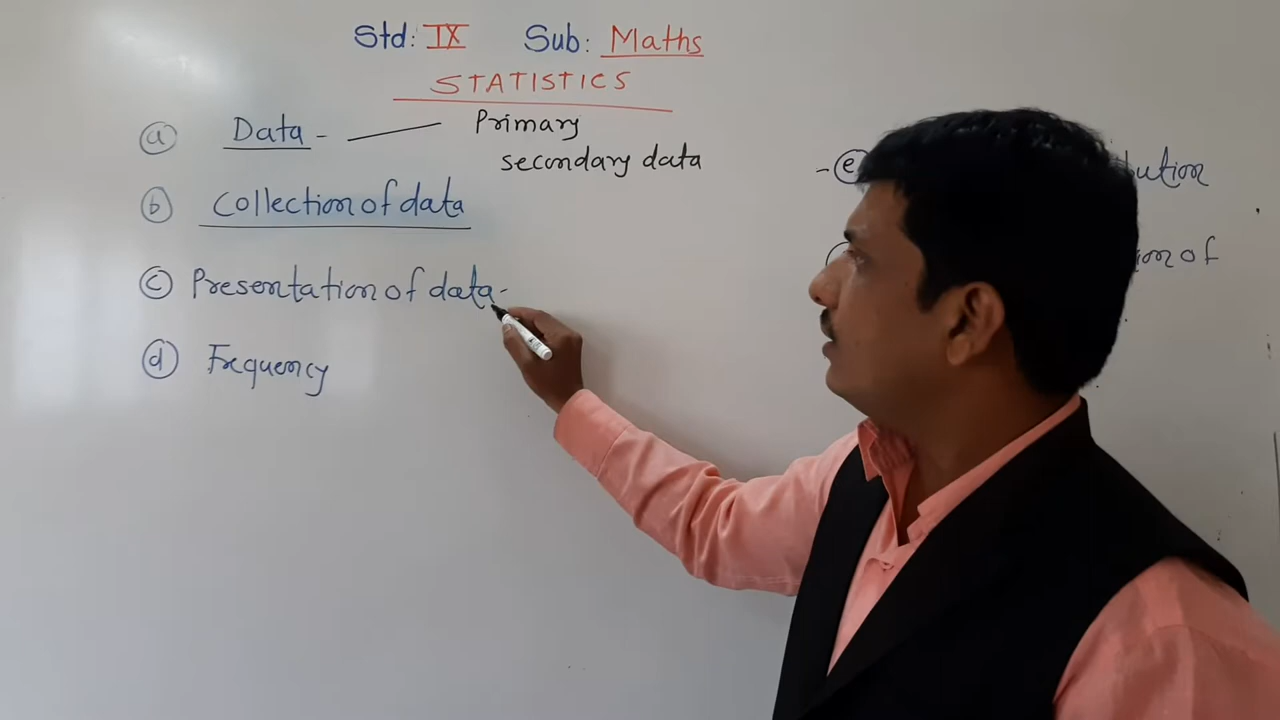 Std: IX Sub: Maths
STATISTICS
(a) Data - Primary
secondary data
(b) Collection of data
(c) Presentation of data -
(d) Frequency
- (e)